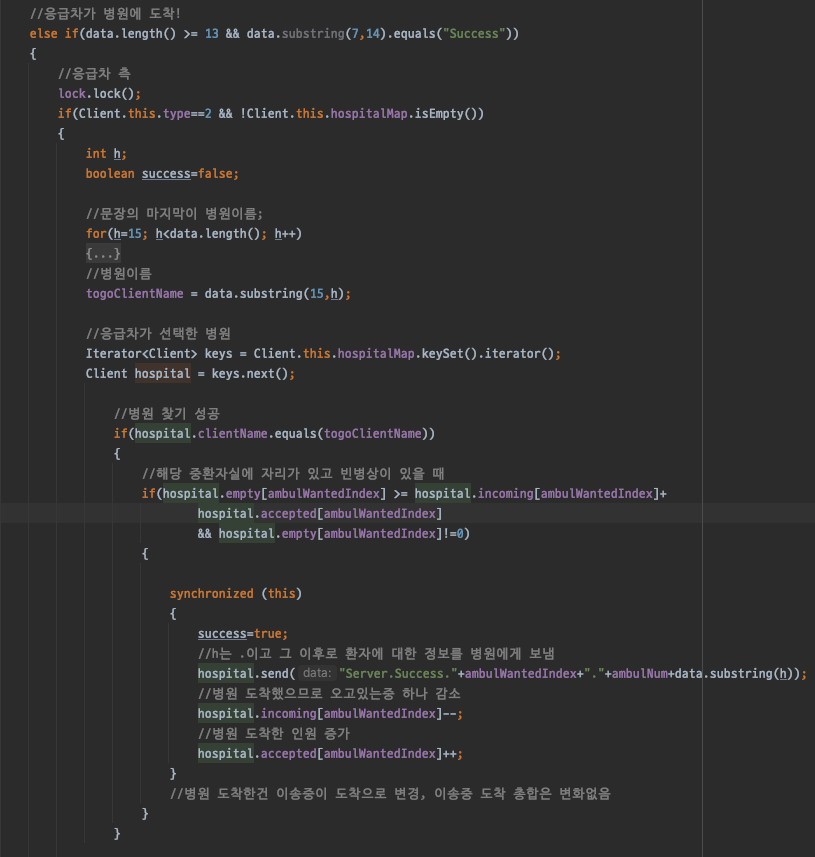 //응급차가 병원에 도착!
else if(data.length() >= 13 && data.substring(7,14).equals("Success"))
{
//응급차 측
lock.lock();
if(Client.this.type==2 && !Client.this.hospitalMap.isEmpty())
{
int h;
boolean success=false;
//문장의 마지막이 병원이름;
for(h=15; h<data.length(); h++)
{...}
//병원이름
togoClientName = data.substring(15,h);
//응급차가 선택한 병원
Iterator<Client> keys = Client.this.hospitalMap.keySet().iterator();
Client hospital = keys.next();
//병원 찾기 성공
if(hospital.clientName.equals(togoClientName))
{
//해당 중환자실에 자리가 있고 빈병상이 있을 때
if(hospital.empty[ambulWantedIndex] >= hospital.incoming[ambulWantedIndex]+
hospital.accepted[ambulWantedIndex]
&& hospital.empty[ambulWantedIndex]!=0)
{
synchronized (this)
{
success=true;
//h는 .이고 그 이후로 환자에 대한 정보를 병원에게 보냄
hospital.send( data: "Server.Success."+ambulWantedIndex+"."+ambulNum+data.substring(h));
//병원 도착했으므로 오고있는중 하나 감소
hospital.incoming[ambulWantedIndex]--;
//병원 도착한 인원 증가
hospital.accepted[ambulWantedIndex]++;
}
//병원 도착한건 이송중이 도착으로 변경, 이송중 도착 총합은 변화없음
}
}